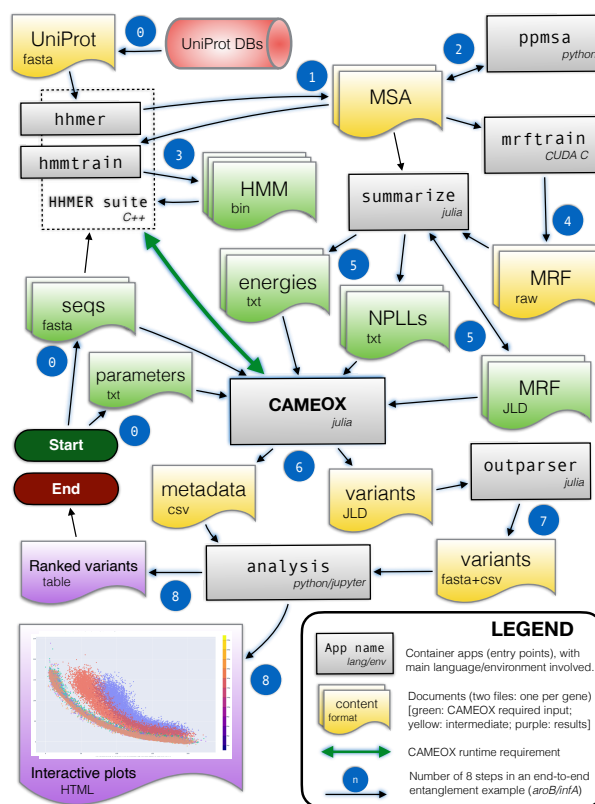 UniProt
fasta
0
UniProt DBs
ppmsa
python
2
1
MSA
hhmer
hmmtrain
HHMER suite
C++
3
HMM
bin
mrftrain
CUDA C
summarize
julia
4
energies
txt
5
NPLLs
txt
MRF
raw
seqs
fasta
0
5
parameters
txt
CAMEOX
julia
MRF
JLD
Start
0
End
6
metadata
csv
variants
JLD
outparser
julia
7
Ranked variants
table
8
analysis
python/jupyter
variants
fasta+csv
8
Interactive plots
HTML
LEGEND
App name
lang/env
Container apps (entry points), with
main language/environment involved.
content
format
Documents (two files: one per gene)
[green: CAMEOX required input;
yellow: intermediate; purple: results]
CAMEOX runtime requirement
n
Number of 8 steps in an end-to-end
entanglement example (aroB/infA)